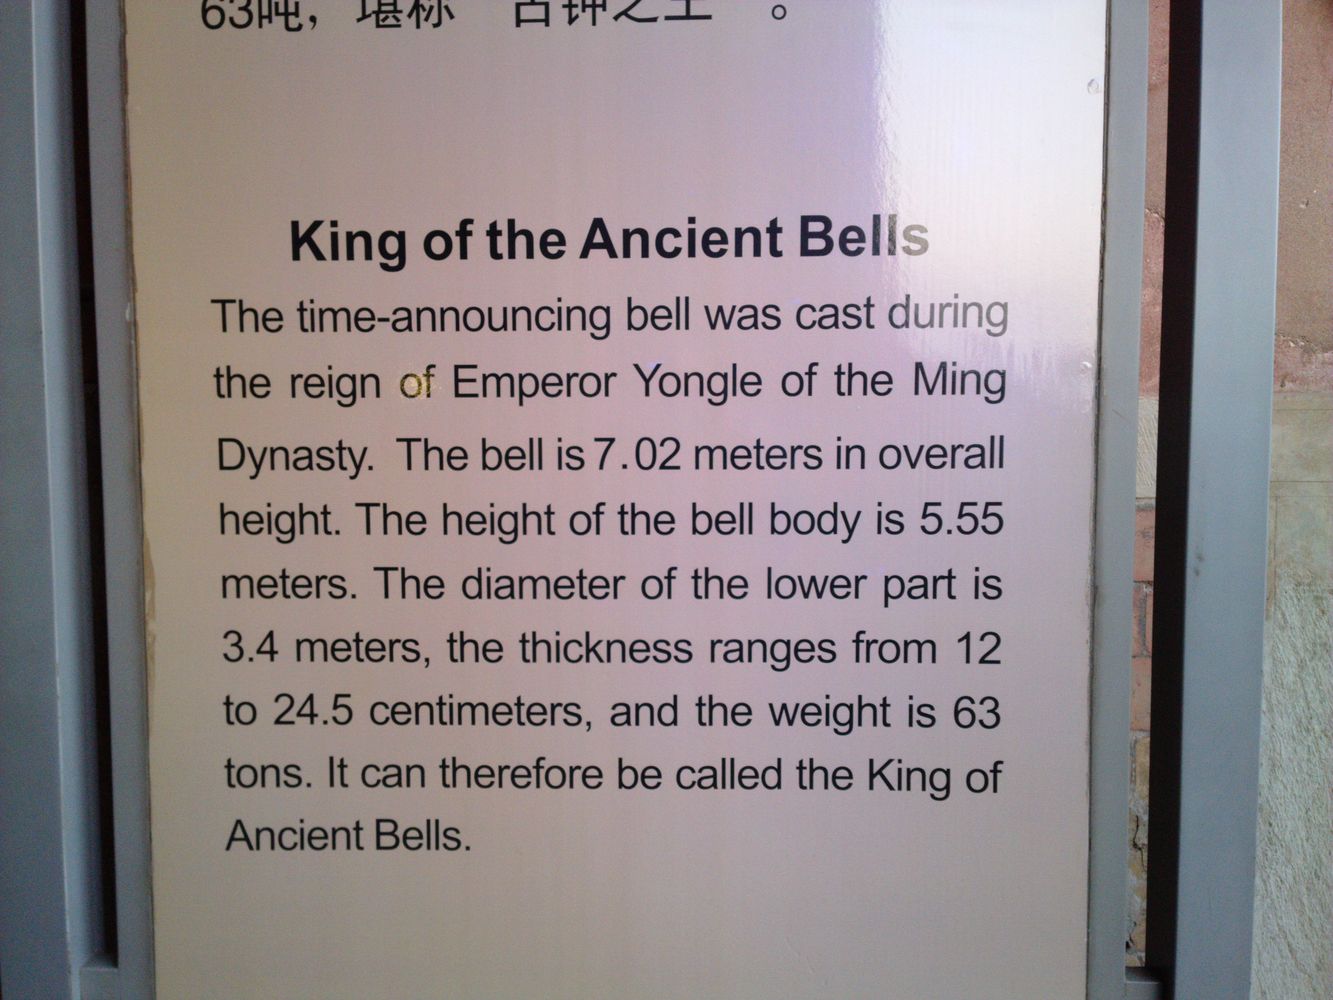 63吨，堪称“古钟之王”。
King of the Ancient Bells
The time-announcing bell was cast during
the reign of Emperor Yongle of the Ming
Dynasty. The bell is 7.02 meters in overall
height. The height of the bell body is 5.55
meters. The diameter of the lower part is
3.4 meters, the thickness ranges from 12
to 24.5 centimeters, and the weight is 63
tons. It can therefore be called the King of
Ancient Bells.